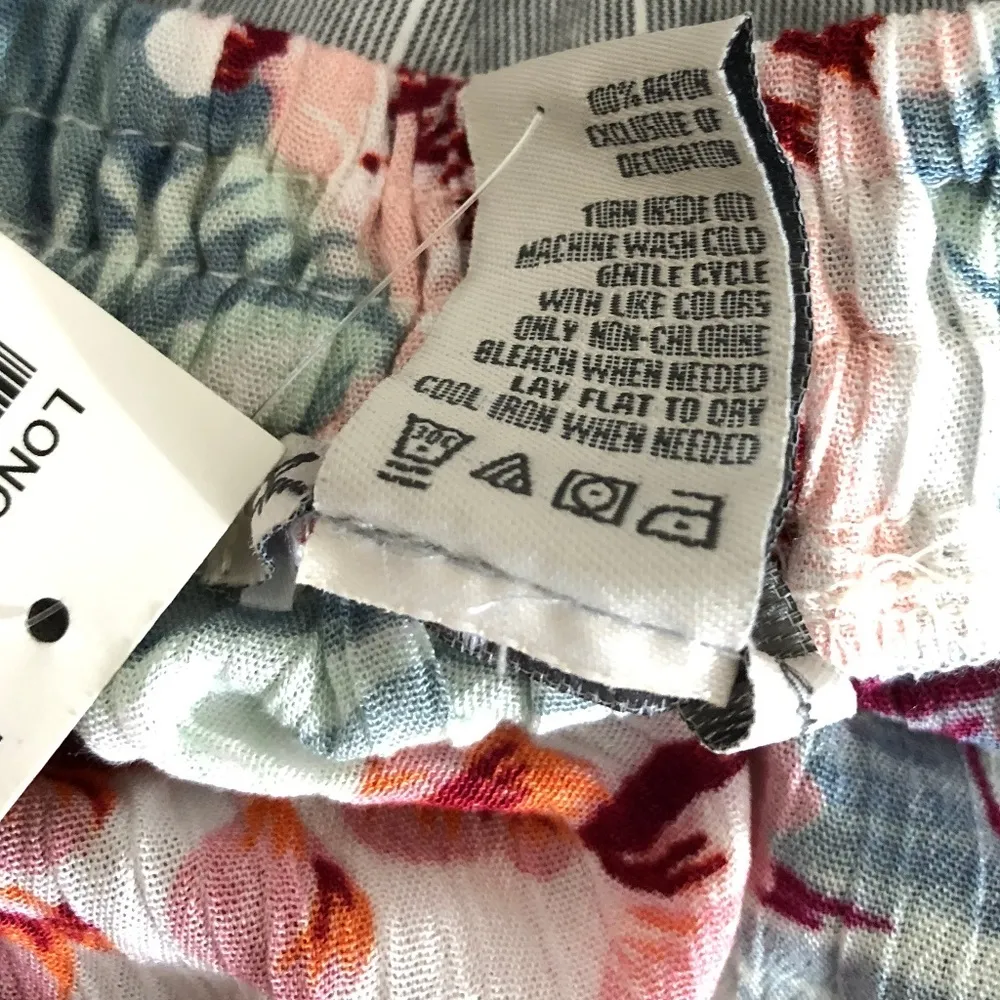 100% RAYON
EXCLUSIVE OF
DECORATION
TURN INSIDE OUT
MACHINE WASH COLD
GENTLE CYCLE
WITH LIKE COLORS
ONLY NON-CHLORINE
BLEACH WHEN NEEDED
LAY FLAT TO DRY
COOL IRON WHEN NEEDED
30C
LONG